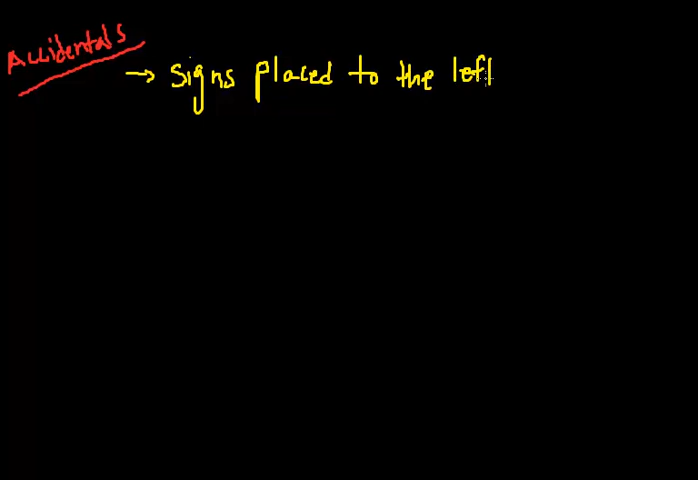 Accidentals
→ Signs placed to the left